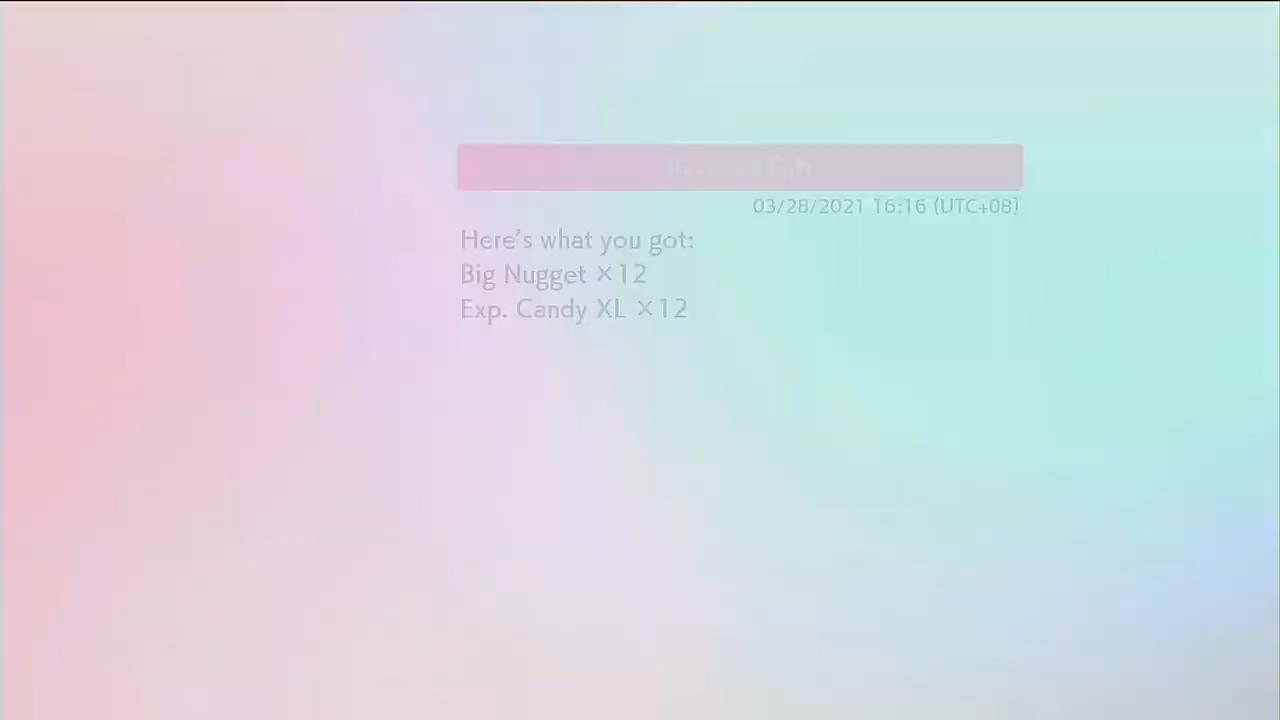 03/28/2021 16:16 (UTC+08)
Here's what you got:
Big Nugget ×12
Exp. Candy XL ×12